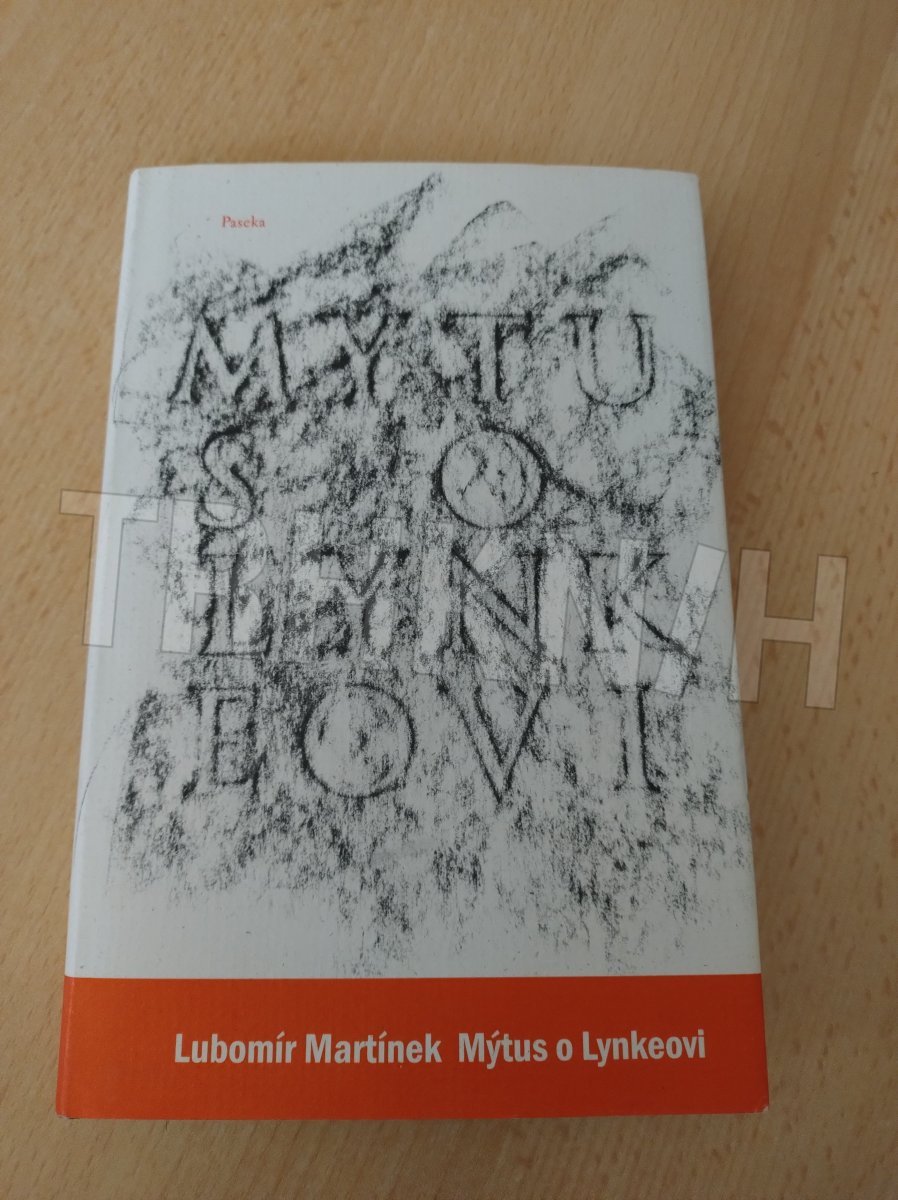 Paseka
MYTU
S O
LYNK
EOVI
Lubomír Martínek Mýtus o Lynkeovi